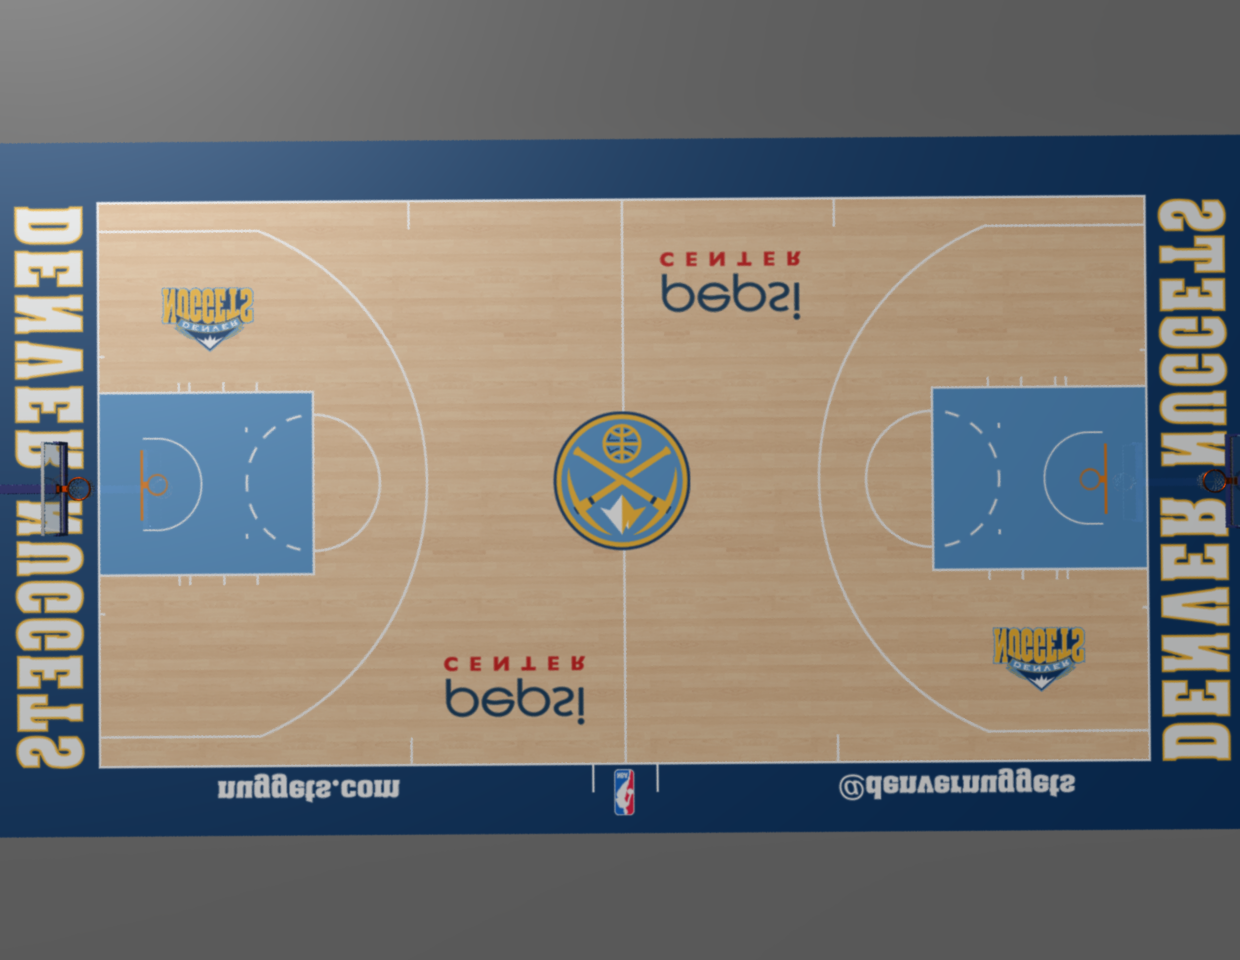 CENTER
pepsi
NUGGETS
DENVER
DENVER NUGGETS
DENVER NUGGETS
CENTER
pepsi
NUGGETS
DENVER
nuggets.com
@denvernuggets